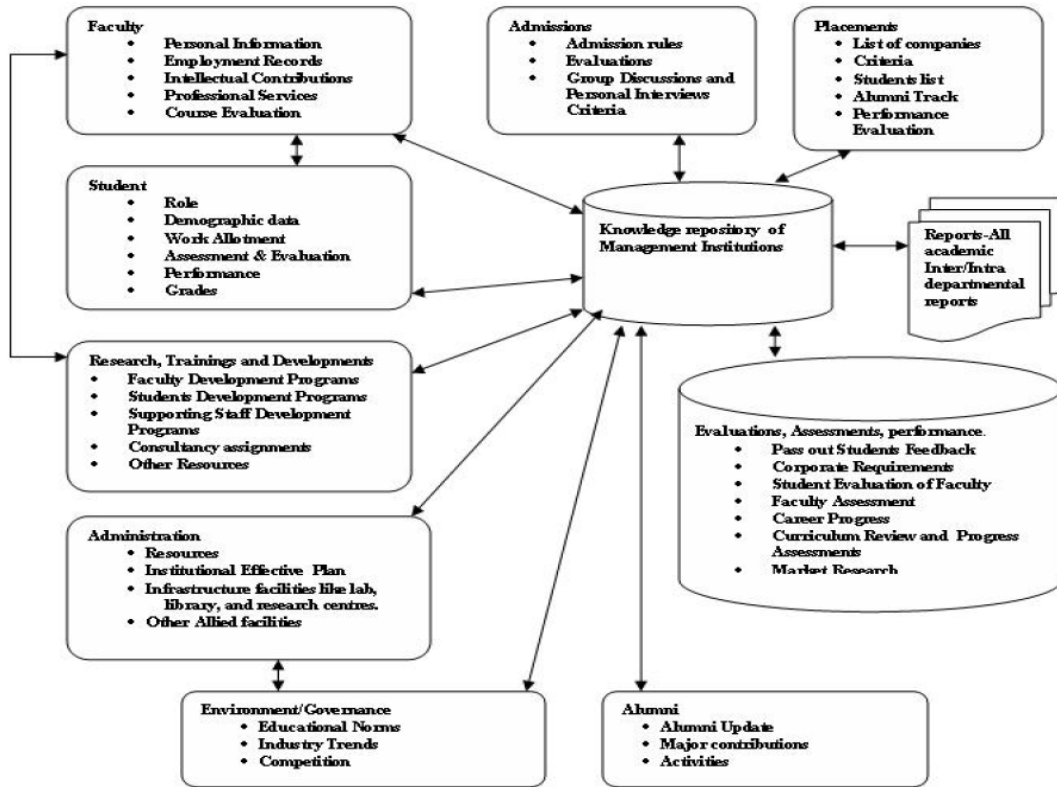 Faculty
• Personal Information
• Employment Records
• Intellectual Contributions
• Professional Services
• Course Evaluation
Admissions
• Admission rules
• Evaluations
• Group Discussions and
Personal Interviews
Criteria
Placements
• List of companies
• Criteria
• Students list
• Alumni Track
• Performance
Evaluation
Student
• Role
• Demographic data
• Work Allotment
• Assessment & Evaluation
• Performance
• Grades
Knowledge repository of
Management Institutions
Reports-All
academic
Inter/Intra
departmental
reports
Research, Trainings and Developments
• Faculty Development Programs
• Students Development Programs
• Supporting Staff Development
Programs
• Consultancy assignments
• Other Resources
Evaluations, Assessments, performance.
• Pass out Students Feedback
• Corporate Requirements
• Student Evaluation of Faculty
• Faculty Assessment
• Career Progress
• Curriculum Review and Progress
Assessments
• Market Research
Administration
• Resources
• Institutional Effective Plan
• Infrastructure facilities like lab,
library, and research centres.
• Other Allied facilities
Environment/Governance
• Educational Norms
• Industry Trends
• Competition
Alumni
• Alumni Update
• Major contributions
• Activities